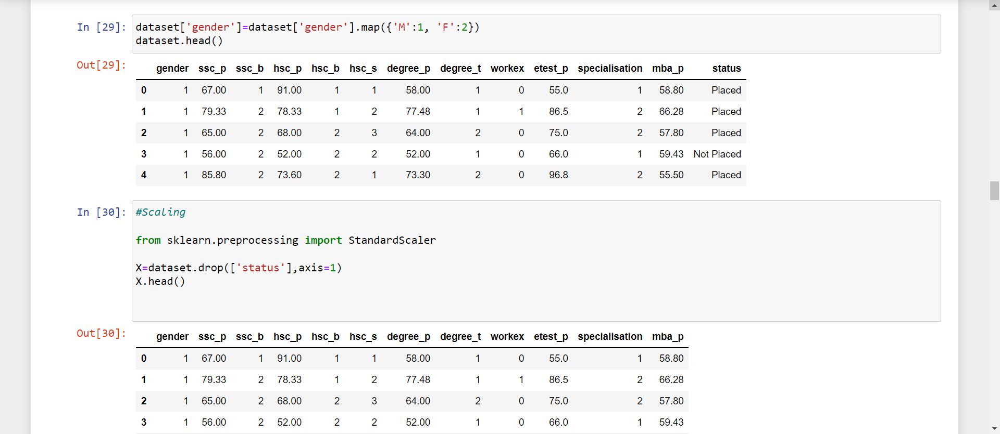 In [29]: dataset['gender']=dataset['gender'].map({'M':1, 'F':2})
dataset.head()
Out[29]:
gender ssc_p ssc_b hsc_p hsc_b hsc_s degree_p degree_t workex etest_p specialisation mba_p status
0 1 67.00 1 91.00 1 1 58.00 1 0 55.0 1 58.80 Placed
1 1 79.33 2 78.33 1 2 77.48 1 1 86.5 2 66.28 Placed
2 1 65.00 2 68.00 2 3 64.00 2 0 75.0 2 57.80 Placed
3 1 56.00 2 52.00 2 2 52.00 1 0 66.0 1 59.43 Not Placed
4 1 85.80 2 73.60 2 1 73.30 2 0 96.8 2 55.50 Placed
In [30]: #Scaling
from sklearn.preprocessing import StandardScaler
X=dataset.drop(['status'],axis=1)
X.head()
Out[30]:
gender ssc_p ssc_b hsc_p hsc_b hsc_s degree_p degree_t workex etest_p specialisation mba_p
0 1 67.00 1 91.00 1 1 58.00 1 0 55.0 1 58.80
1 1 79.33 2 78.33 1 2 77.48 1 1 86.5 2 66.28
2 1 65.00 2 68.00 2 3 64.00 2 0 75.0 2 57.80
3 1 56.00 2 52.00 2 2 52.00 1 0 66.0 1 59.43